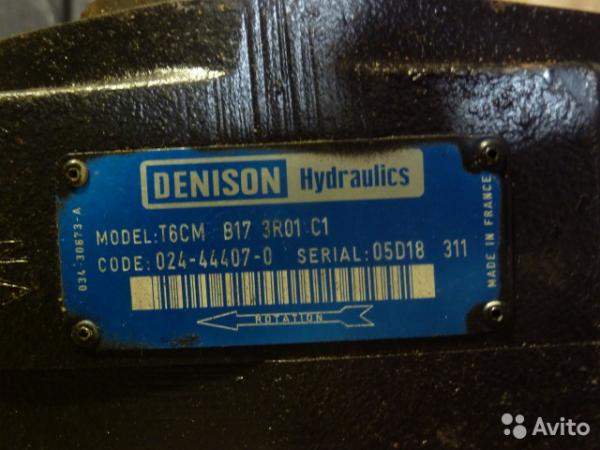 DENISON Hydraulics
MODEL: T6CM B17 3R01 C1
CODE: 024-44407-0 SERIAL: 05D18 311
ROTATION
034-30873-A
MADE IN FRANCE
Avito